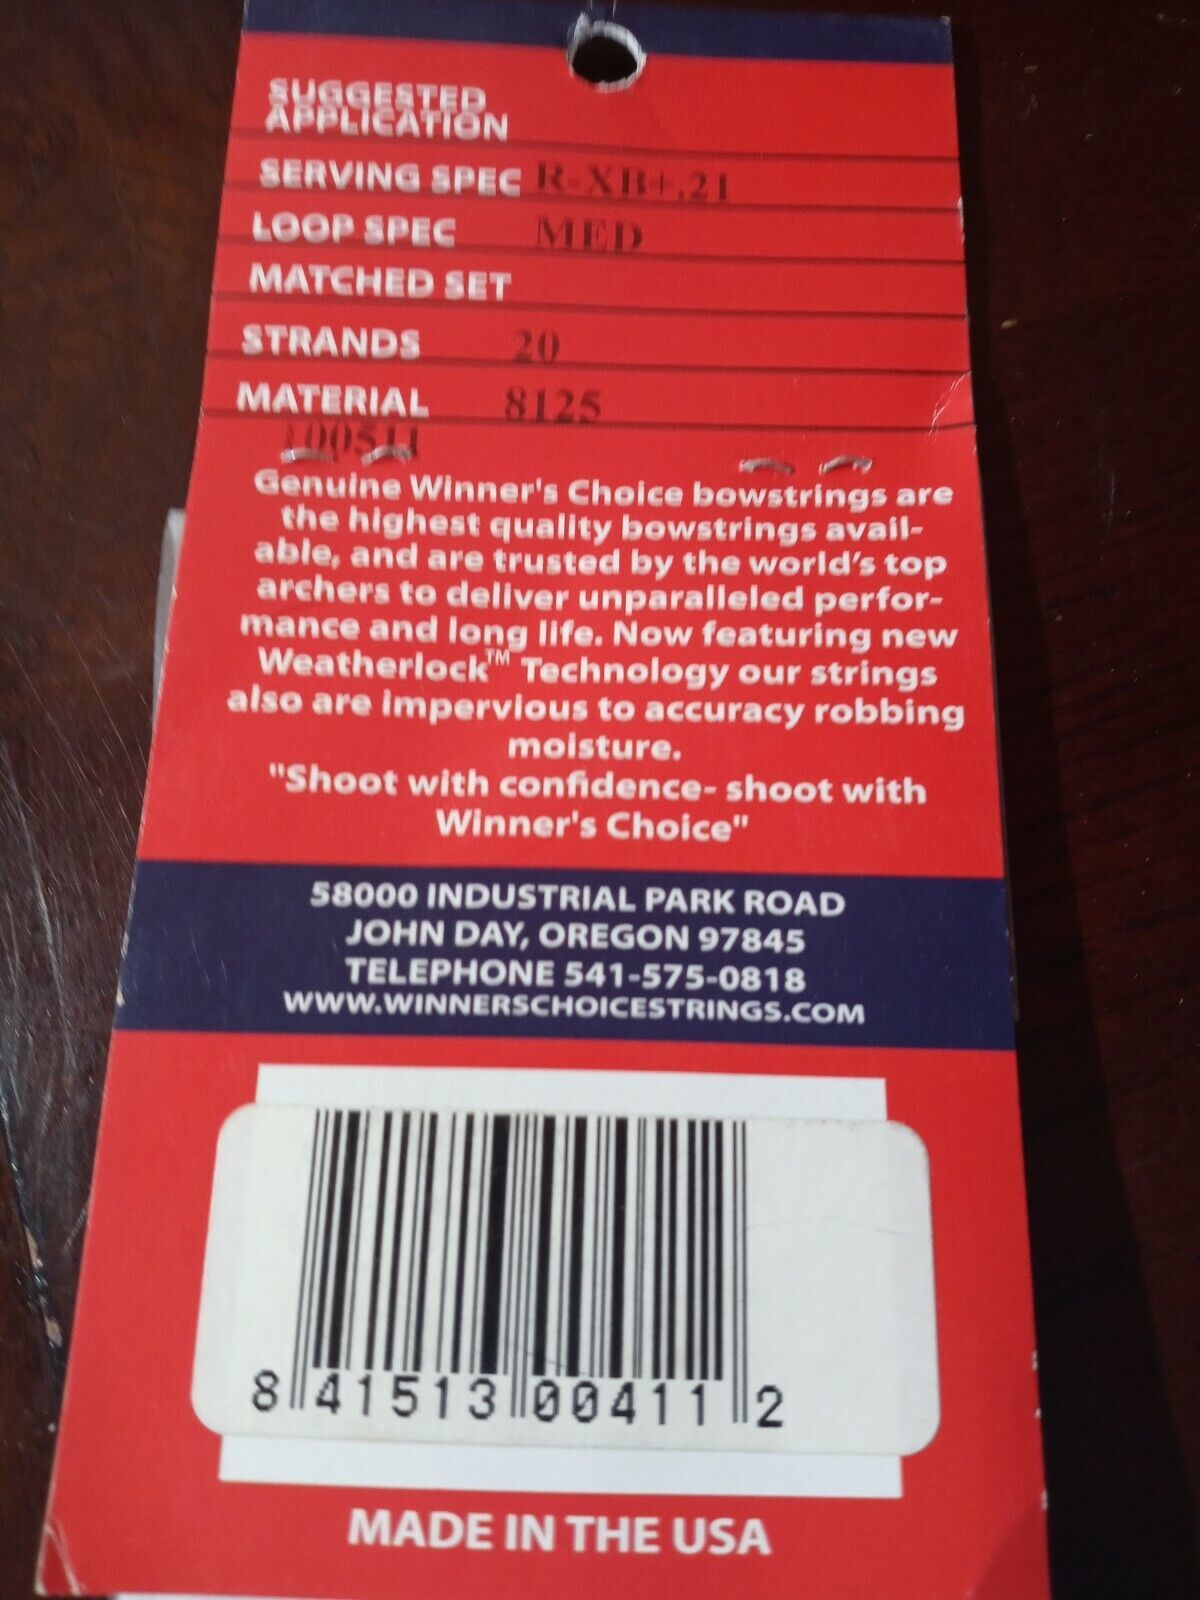 SUGGESTED
APPLICATION
SERVING SPEC R-XB+.21
LOOP SPEC MED
MATCHED SET
STRANDS 20
MATERIAL 8125
100511
Genuine Winner's Choice bowstrings are
the highest quality bowstrings avail-
able, and are trusted by the world's top
archers to deliver unparalleled perfor-
mance and long life. Now featuring new
Weatherlock™ Technology our strings
also are impervious to accuracy robbing
moisture.
"Shoot with confidence- shoot with
Winner's Choice"
58000 INDUSTRIAL PARK ROAD
JOHN DAY, OREGON 97845
TELEPHONE 541-575-0818
WWW.WINNERSCHOICESTRINGS.COM
8 41513 00411 2
MADE IN THE USA